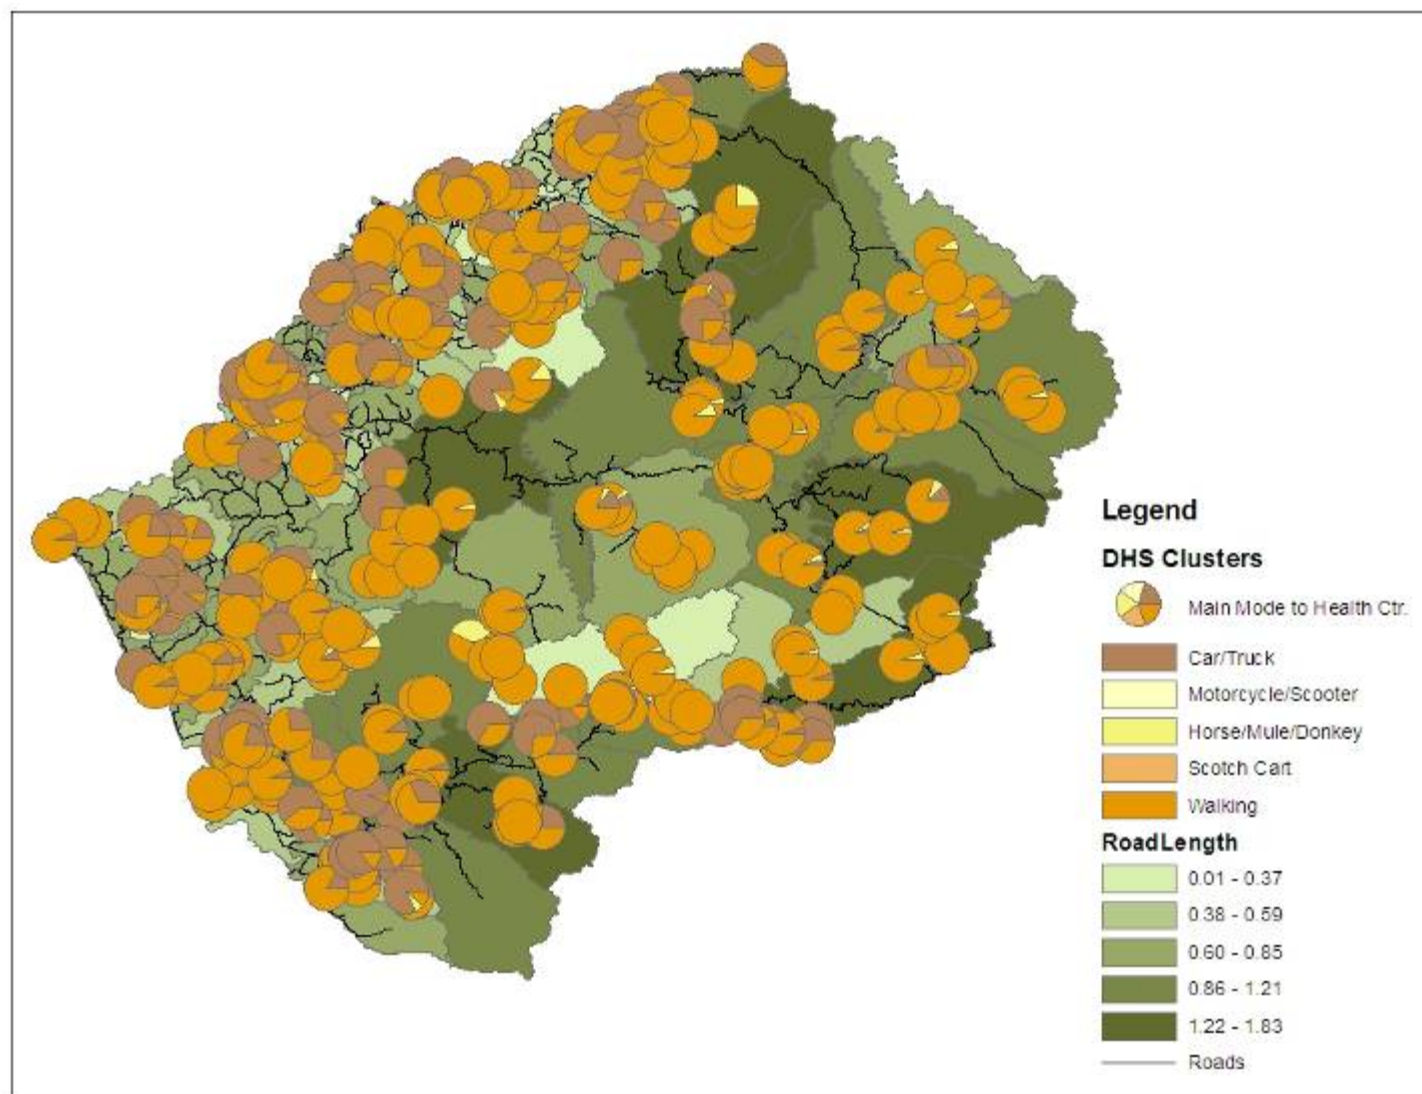 Legend
DHS Clusters
Main Mode to Health Ctr.
Car/Truck
Motorcycle/Scooter
Horse/Mule/Donkey
Scotch Cart
Walking
RoadLength
0.01 - 0.37
0.38 - 0.59
0.60 - 0.85
0.86 - 1.21
1.22 - 1.83
Roads